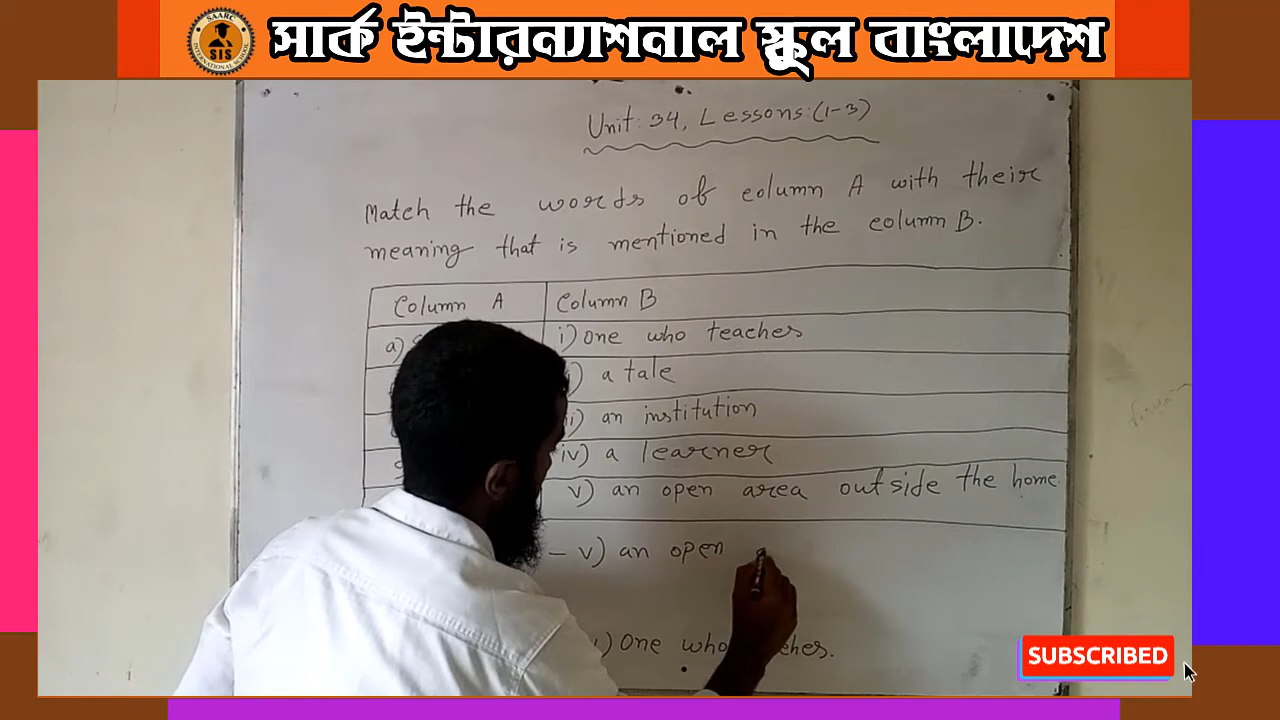 সার্ক ইন্টারন্যাশনাল স্কুল বাংলাদেশ
SAARC
SIS
INTERNATIONAL SCHOOL
Unit: 34, Lessons:(1-3)
Match the words of column A with their
meaning that is mentioned in the column B.
Column A Column B
a) i) One who teaches
) a tale
) an institution
iv) a learner
v) an open area outside the home
– v) an open
) One who
SUBSCRIBED